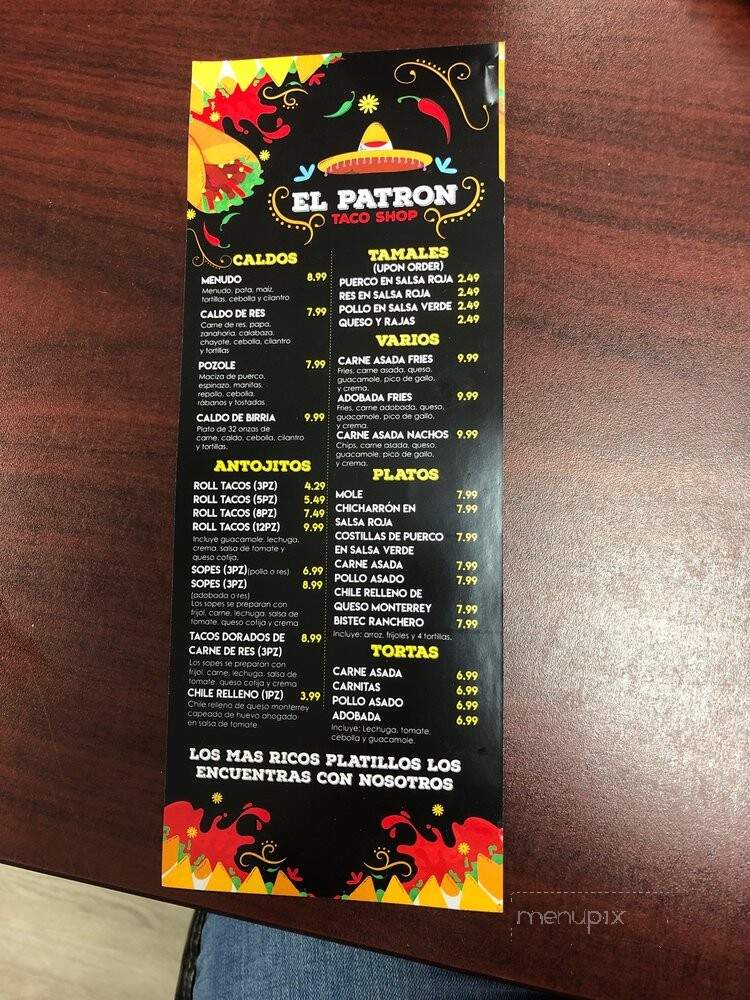 EL PATRON
TACO SHOP
CALDOS
MENUDO 8.99
Menudo, pata, maiz,
tortillas, cebolla y cilantro
CALDO DE RES 7.99
Carne de res, papa,
zanahoria, calabaza,
chayote, cebolla, cilantro
y tortillas
POZOLE 7.99
Maciza de puerco,
espinazo, manitas,
repollo, cebolla,
rábanos y tostadas
CALDO DE BIRRIA 9.99
Plato de 32 onzas de
carne, caldo, cebolla, cilantro
y tortillas.
ANTOJITOS
ROLL TACOS (3PZ) 4.29
ROLL TACOS (5PZ) 5.49
ROLL TACOS (8PZ) 7.49
ROLL TACOS (12PZ) 9.99
Incluye guacamole, lechuga,
crema, salsa de tomate y
queso cotija.
SOPES (3PZ) (pollo o res) 6.99
SOPES (3PZ) 8.99
(adobada o res)
Los sopes se preparan con
frijol, carne, lechuga, salsa de
tomate, queso cotija y crema
TACOS DORADOS DE 8.99
CARNE DE RES (3PZ)
Los sopes se preparan con
frijol, carne, lechuga, salsa de
tomate, queso cotija y crema
CHILE RELLENO (1PZ) 3.99
Chile relleno de queso monterrey
capeado de huevo ahogado
en salsa de tomate
TAMALES
(UPON ORDER)
PUERCO EN SALSA ROJA 2.49
RES EN SALSA ROJA 2.49
POLLO EN SALSA VERDE 2.49
QUESO Y RAJAS 2.49
VARIOS
CARNE ASADA FRIES 9.99
Fries, carne asada, queso,
guacamole, pico de gallo,
y crema.
ADOBADA FRIES 9.99
Fries, carne adobada, queso,
guacamole, pico de gallo,
y crema.
CARNE ASADA NACHOS 9.99
Chips, carne asada, queso,
guacamole, pico de gallo,
y crema.
PLATOS
MOLE 7.99
CHICHARRÓN EN 7.99
SALSA ROJA
COSTILLAS DE PUERCO 7.99
EN SALSA VERDE
CARNE ASADA 7.99
POLLO ASADO 7.99
CHILE RELLENO DE
QUESO MONTERREY 7.99
BISTEC RANCHERO 7.99
Incluye: arroz, frijoles y 4 tortillas.
TORTAS
CARNE ASADA 6.99
CARNITAS 6.99
POLLO ASADO 6.99
ADOBADA 6.99
Incluye: Lechuga, tomate,
cebolla y guacamole.
LOS MAS RICOS PLATILLOS LOS
ENCUENTRAS CON NOSOTROS
menupix